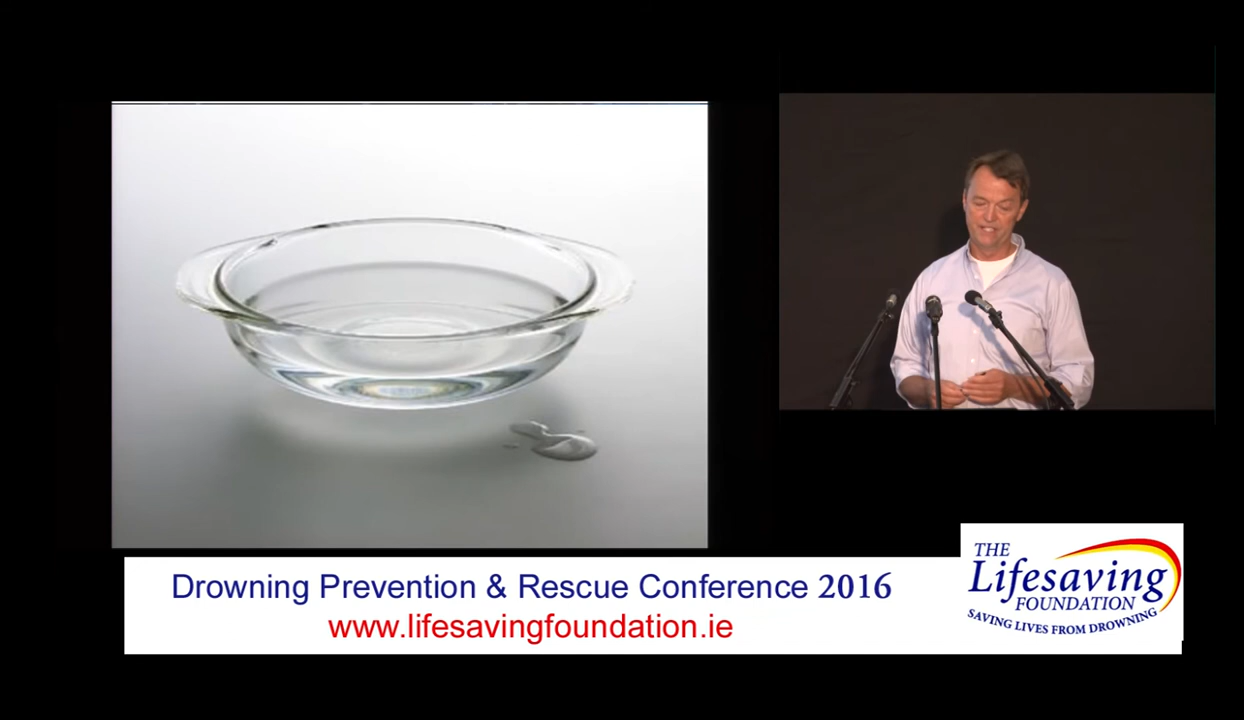 Drowning Prevention & Rescue Conference 2016
www.lifesavingfoundation.ie
THE
Lifesaving
FOUNDATION
SAVING LIVES FROM DROWNING